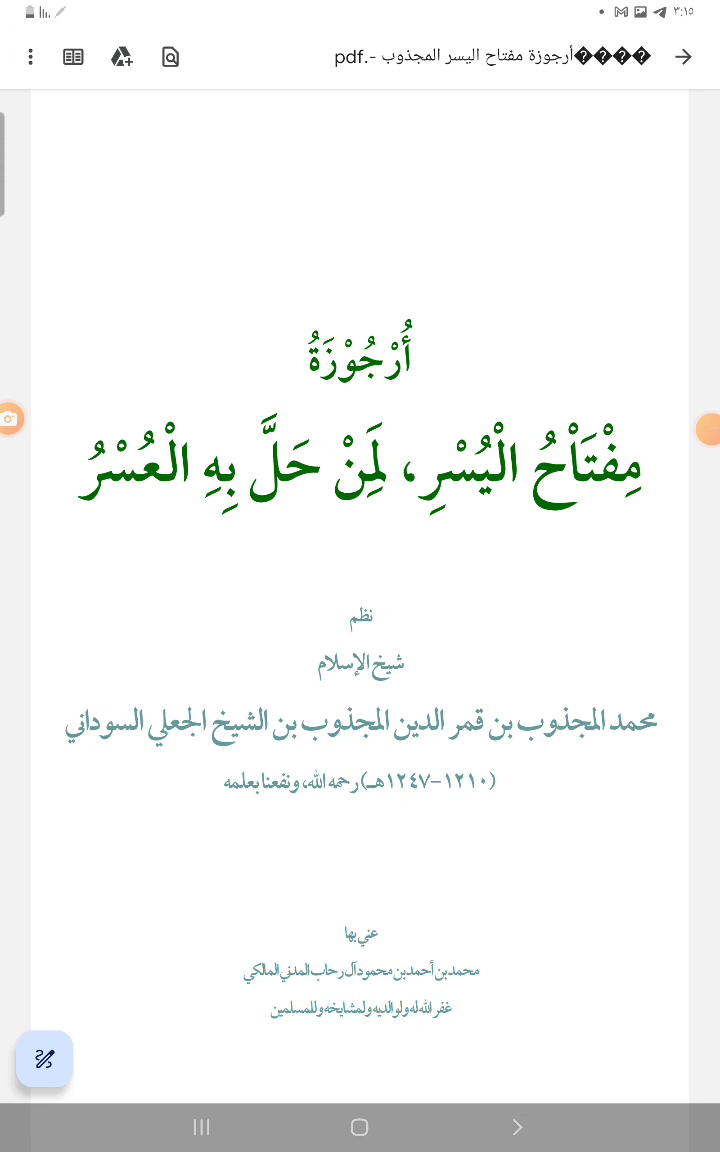 ٣:١٥
أرجوزة مفتاح اليسر المجذوب -.pdf
أُرْجُوْزَةُ
مِفْتَاْحُ الْيُسْرِ، لِمَنْ حَلَّ بِهِ الْعُسْرُ
نظم
شيخ الإسلام
محمد المجذوب بن قمر الدين المجذوب بن الشيخ الجعلي السوداني
(١٢١٠-١٢٤٧هـ) رحمه الله، ونفعنا بعلمه
عني بها
محمد بن أحمد بن محمود آل رحاب المدني المالكي
غفر الله له ولوالديه ولمشايخه وللمسلمين